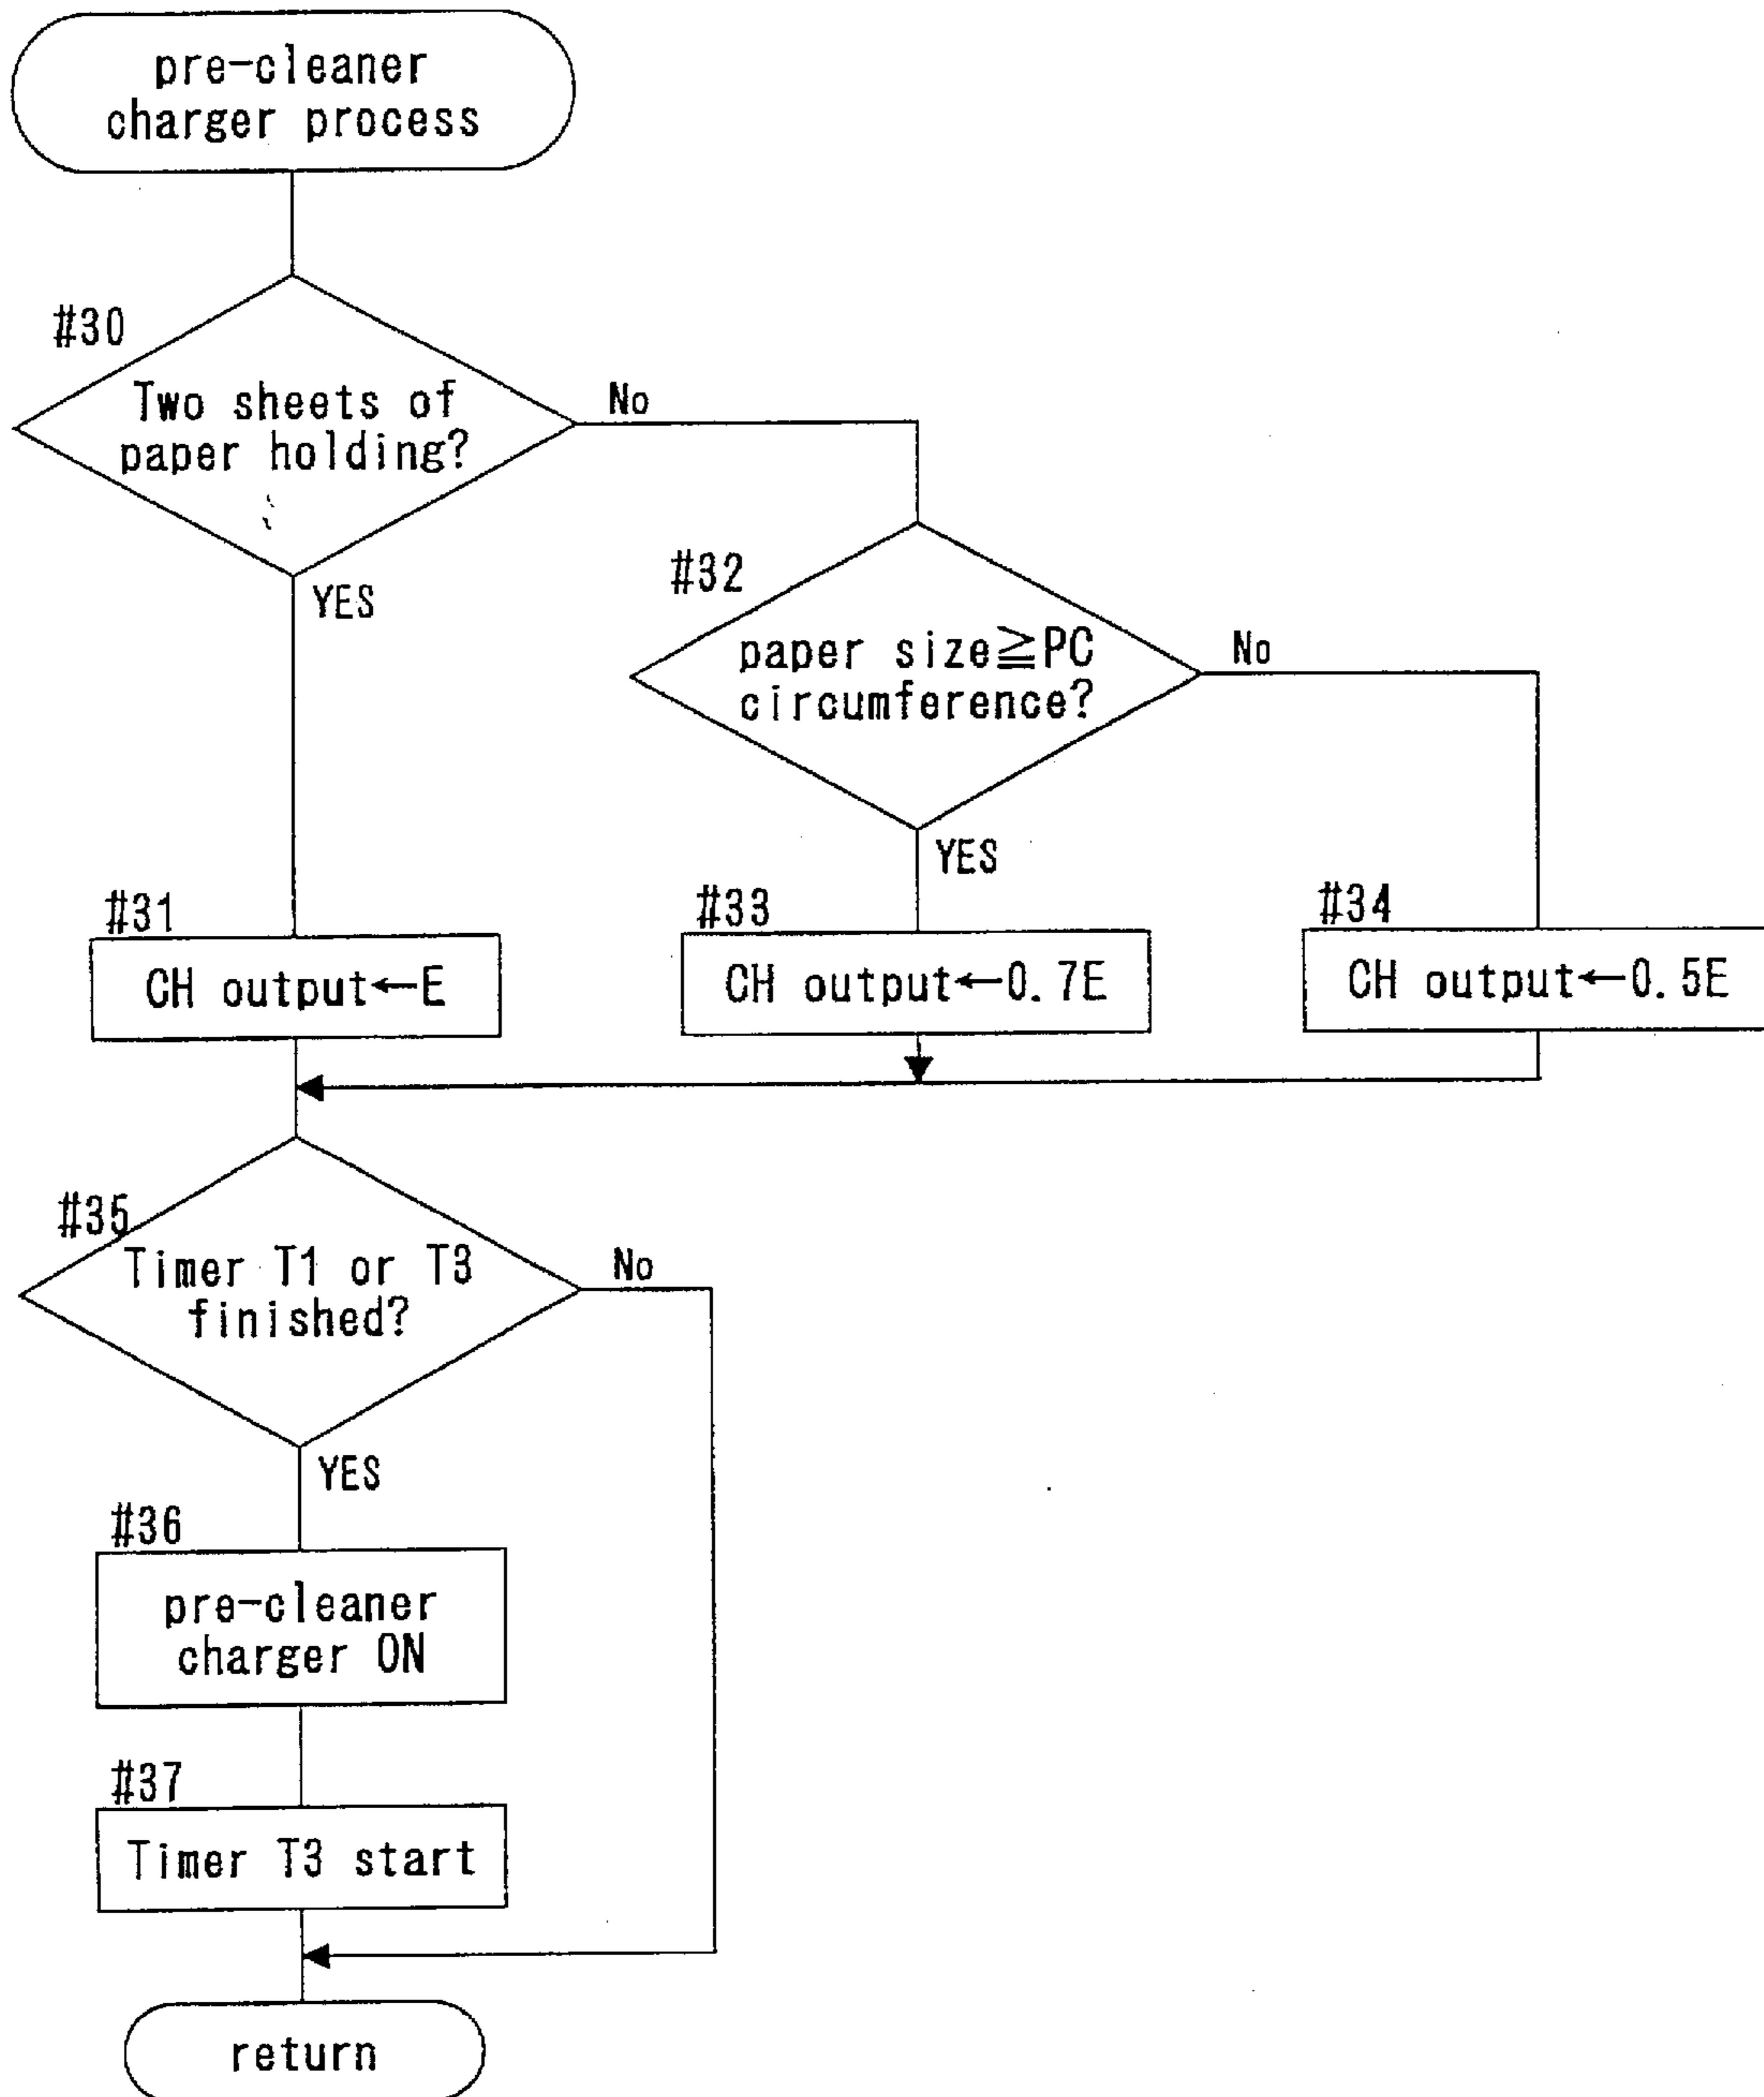 pre-cleaner
charger process
#30
Two sheets of
paper holding?
No
YES
#32
paper size≧PC
circumference?
No
YES
#31
CH output←E
#33
CH output←0.7E
#34
CH output←0.5E
#35
Timer T1 or T3
finished?
No
YES
#36
pre-cleaner
charger ON
#37
Timer T3 start
return